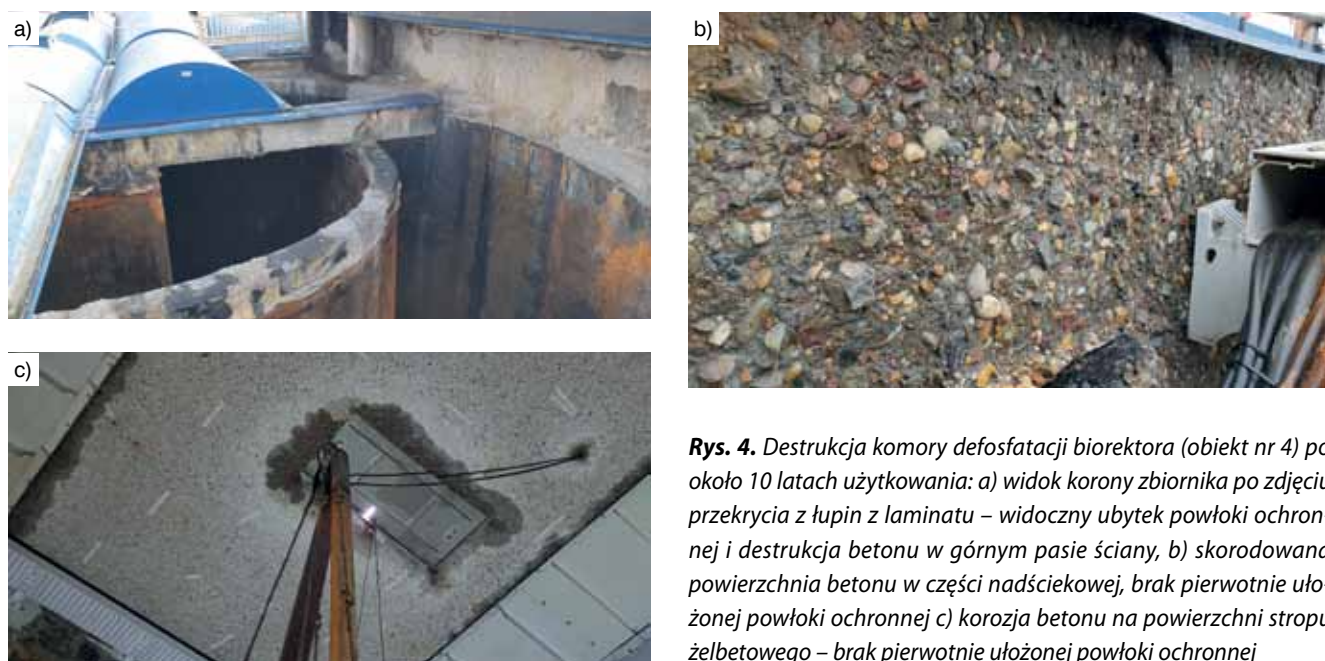 a)
b)
c)
Rys. 4. Destrukcja komory defosfatacji biorektora (obiekt nr 4) po
około 10 latach użytkowania: a) widok korony zbiornika po zdjęciu
przekrycia z łupin z laminatu – widoczny ubytek powłoki ochron-
nej i destrukcja betonu w górnym pasie ściany, b) skorodowana
powierzchnia betonu w części nadściekowej, brak pierwotnie uło-
żonej powłoki ochronnej c) korozja betonu na powierzchni stropu
żelbetowego – brak pierwotnie ułożonej powłoki ochronnej